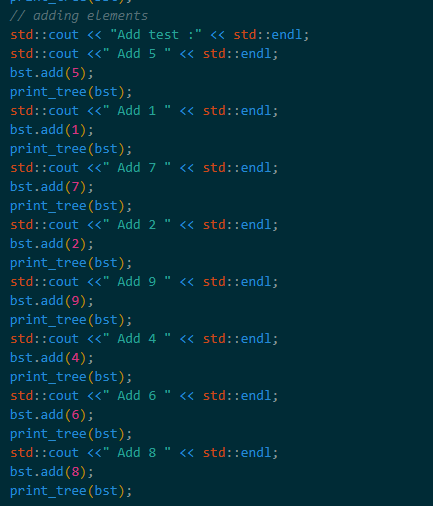 print_tree(bst);
// adding elements
std::cout << "Add test :" << std::endl;
std::cout <<" Add 5 " << std::endl;
bst.add(5);
print_tree(bst);
std::cout <<" Add 1 " << std::endl;
bst.add(1);
print_tree(bst);
std::cout <<" Add 7 " << std::endl;
bst.add(7);
print_tree(bst);
std::cout <<" Add 2 " << std::endl;
bst.add(2);
print_tree(bst);
std::cout <<" Add 9 " << std::endl;
bst.add(9);
print_tree(bst);
std::cout <<" Add 4 " << std::endl;
bst.add(4);
print_tree(bst);
std::cout <<" Add 6 " << std::endl;
bst.add(6);
print_tree(bst);
std::cout <<" Add 8 " << std::endl;
bst.add(8);
print_tree(bst);